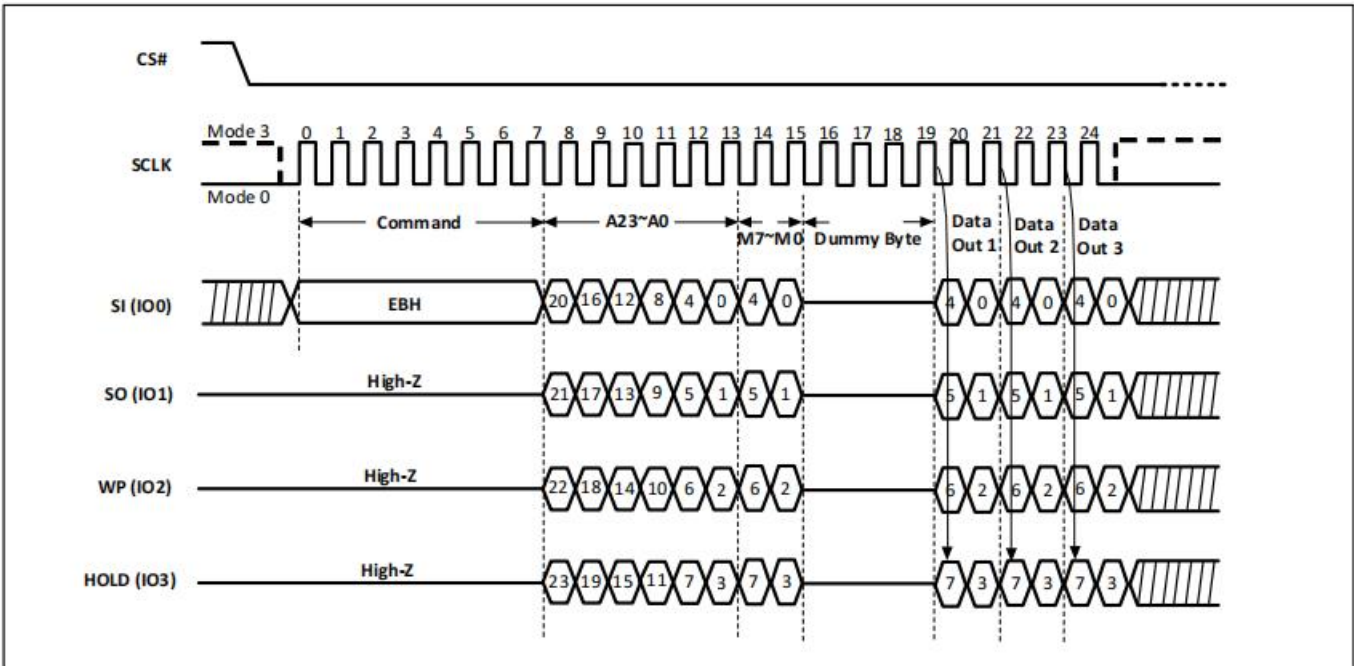 CS#
Mode 3
0 1 2 3 4 5 6 7 8 9 10 11 12 13 14 15 16 17 18 19 20 21 22 23 24
SCLK
Mode 0
Command A23~A0 M7~M0 Dummy Byte Data Out 1 Data Out 2 Data Out 3
SI (IO0) EBH 20 16 12 8 4 0 4 0 4 0 4 0 4 0
SO (IO1) High-Z 21 17 13 9 5 1 5 1 5 1 5 1 5 1
WP (IO2) High-Z 22 18 14 10 6 2 6 2 6 2 6 2 6 2
HOLD (IO3) High-Z 23 19 15 11 7 3 7 3 7 3 7 3 7 3